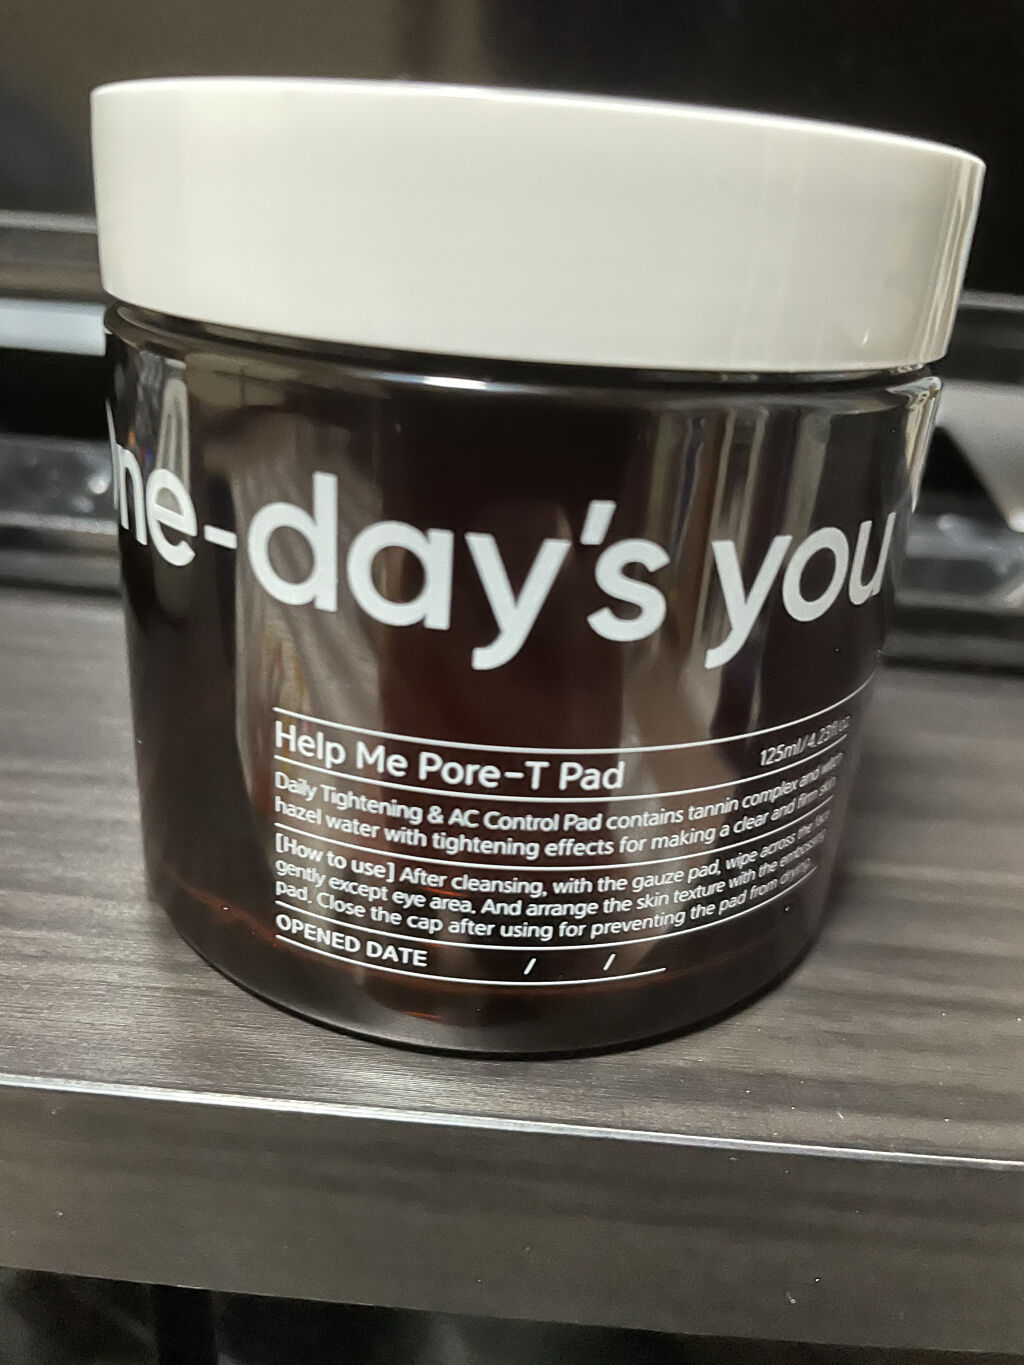 One-day's you
Help Me Pore-T Pad
125ml/4.23fl.oz.
Daily Tightening & AC Control Pad contains tannin complex and witch
hazel water with tightening effects for making a clear and firm skin.
[How to use] After cleansing, with the gauze pad, wipe across the face
gently except eye area. And arrange the skin texture with the embossing
pad. Close the cap after using for preventing the pad from drying.
OPENED DATE / /